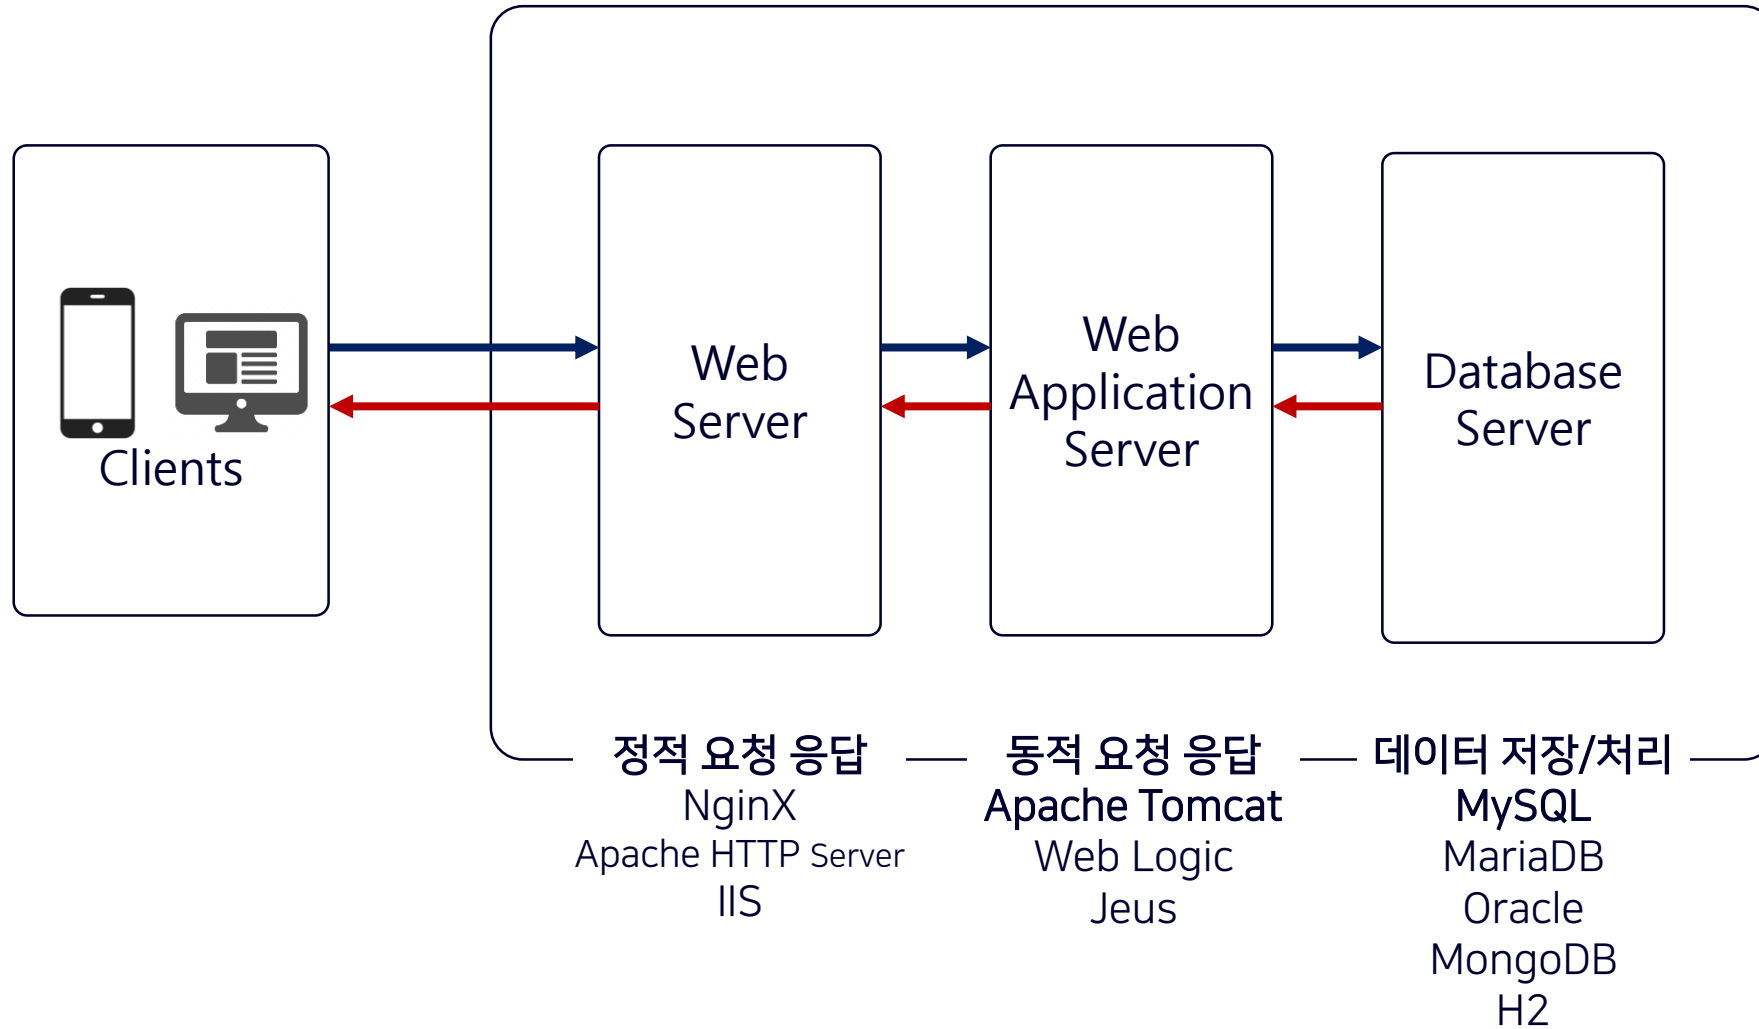 Clients
Web
Server
Web
Application
Server
Database
Server
정적 요청 응답
NginX
Apache HTTP Server
IIS
동적 요청 응답
Apache Tomcat
Web Logic
Jeus
데이터 저장/처리
MySQL
MariaDB
Oracle
MongoDB
H2